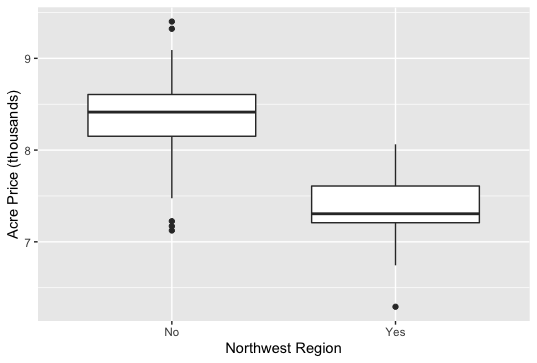 Acre Price (thousands)
9
8
7
No
Yes
Northwest Region